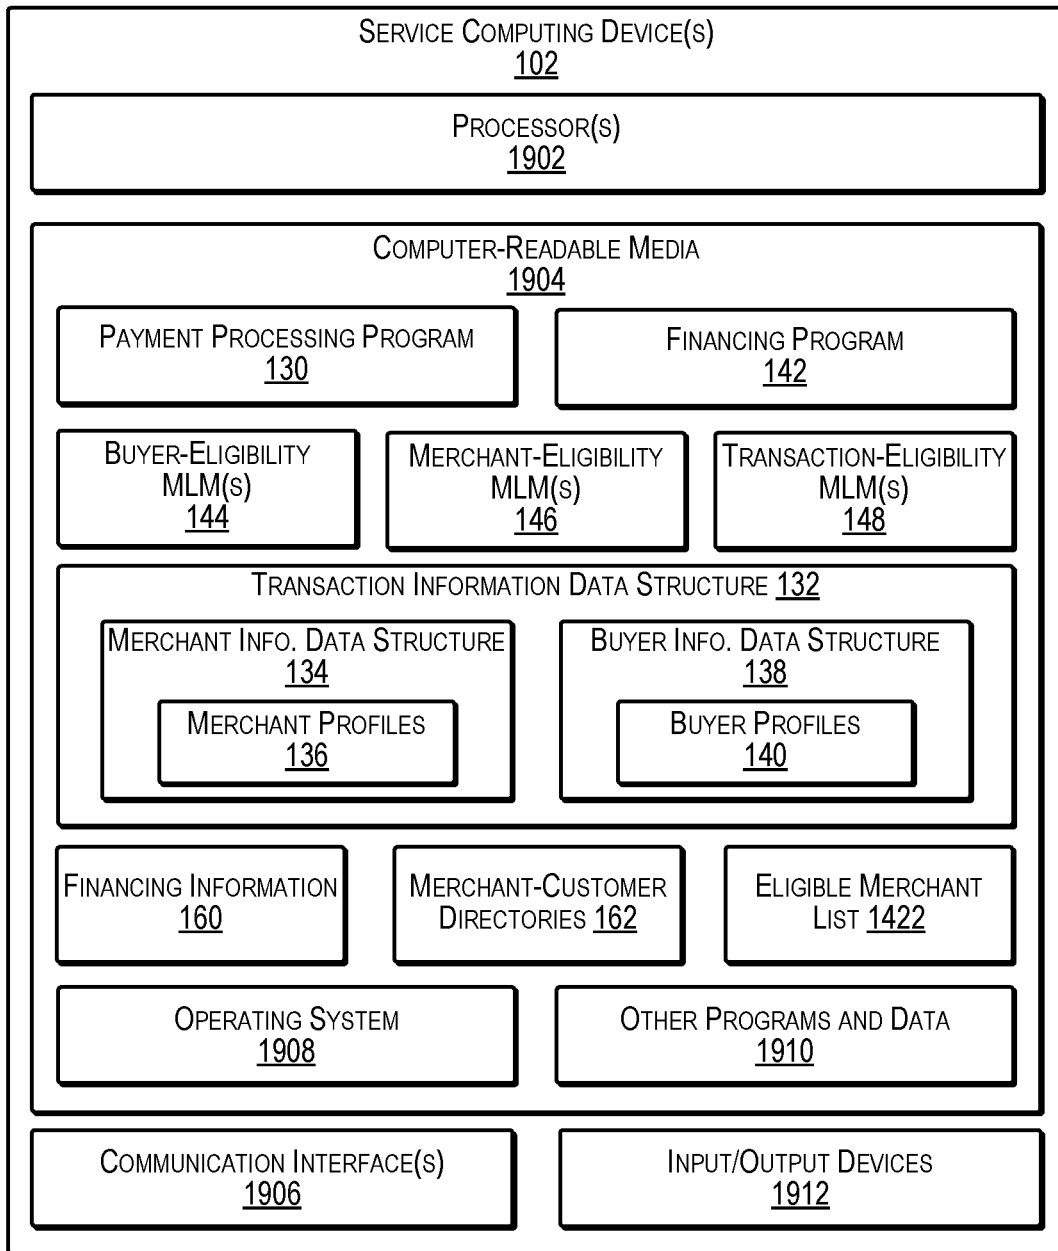 SERVICE COMPUTING DEVICE(S)
102
PROCESSOR(S)
1902
COMPUTER-READABLE MEDIA
1904
PAYMENT PROCESSING PROGRAM
130
FINANCING PROGRAM
142
BUYER-ELIGIBILITY
MLM(S)
144
MERCHANT-ELIGIBILITY
MLM(S)
146
TRANSACTION-ELIGIBILITY
MLM(S)
148
TRANSACTION INFORMATION DATA STRUCTURE 132
MERCHANT INFO. DATA STRUCTURE
134
MERCHANT PROFILES
136
BUYER INFO. DATA STRUCTURE
138
BUYER PROFILES
140
FINANCING INFORMATION
160
MERCHANT-CUSTOMER
DIRECTORIES 162
ELIGIBLE MERCHANT
LIST 1422
OPERATING SYSTEM
1908
OTHER PROGRAMS AND DATA
1910
COMMUNICATION INTERFACE(S)
1906
INPUT/OUTPUT DEVICES
1912